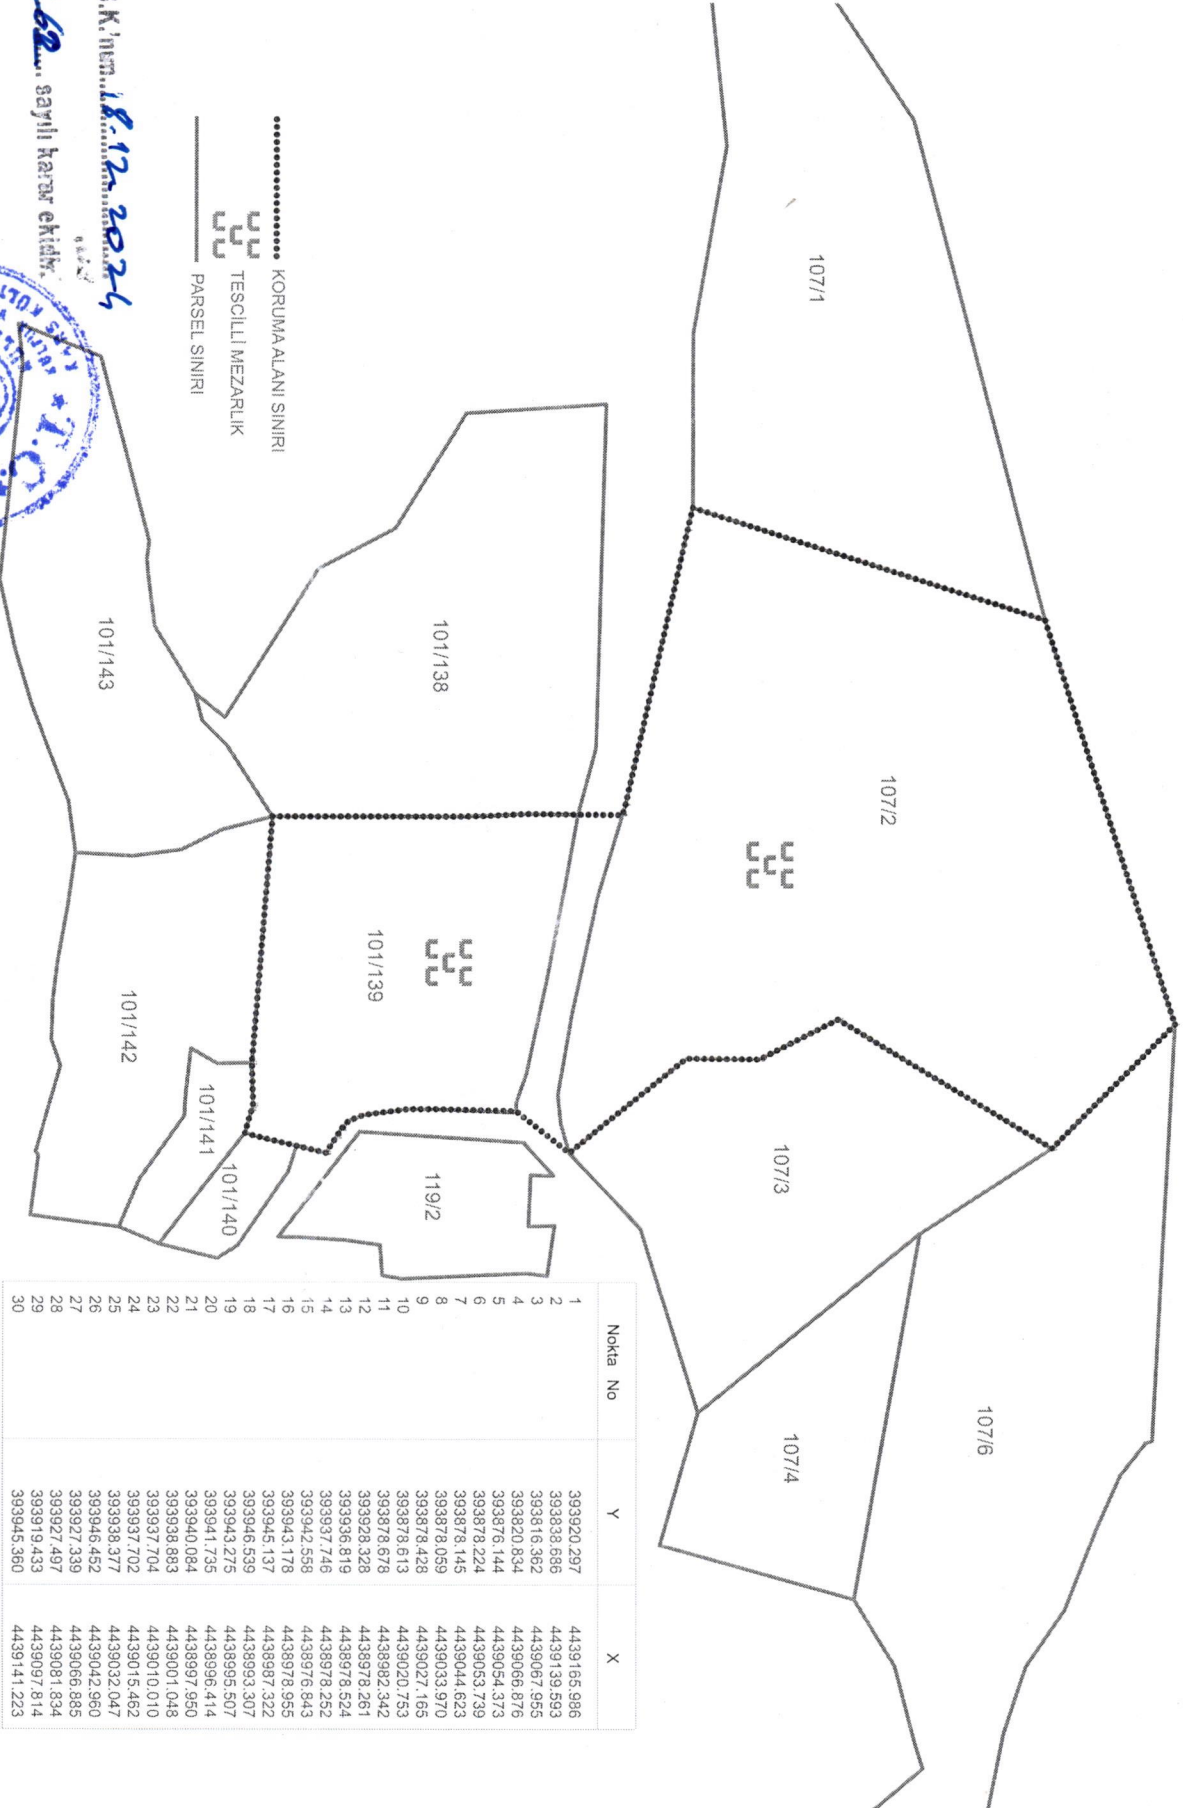 107/1
107/2
107/3
107/4
107/6
101/138
101/139
119/2
101/143
101/142
101/141
101/140
KORUMA ALANI SINIRI
TESCİLLİ MEZARLIK
PARSEL SINIRI
.K.'nun 18.12.2024
62 sayılı karar ekidir.
T.C.
KARS KÜLT
Nokta No Y X
1 393920.297 4439165.986
2 393838.686 4439139.593
3 393816.362 4439067.955
4 393820.834 4439066.876
5 393876.144 4439054.373
6 393878.224 4439053.739
7 393878.145 4439044.623
8 393878.059 4439033.970
9 393878.428 4439027.165
10 393878.613 4439020.753
11 393878.678 4438982.342
12 393928.328 4438978.261
13 393936.819 4438978.524
14 393937.746 4438978.252
15 393942.558 4438976.843
16 393943.178 4438978.955
17 393945.137 4438987.322
18 393946.539 4438993.307
19 393943.275 4438995.507
20 393941.735 4438996.414
21 393940.084 4438997.950
22 393938.883 4439001.048
23 393937.704 4439010.010
24 393937.702 4439015.462
25 393938.377 4439032.047
26 393946.452 4439042.960
27 393927.339 4439066.885
28 393927.497 4439081.834
29 393919.433 4439097.814
30 393945.360 4439141.223